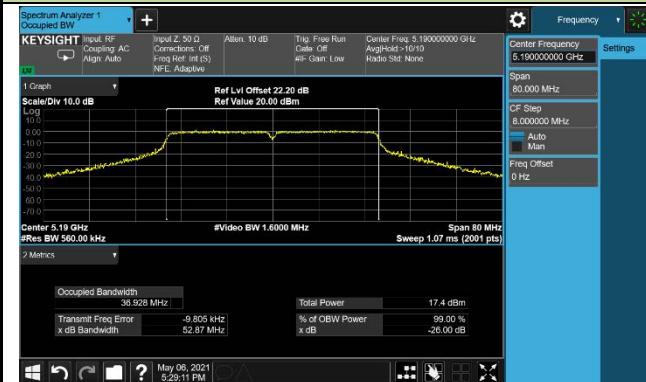 Spectrum Analyzer 1
Occupied BW
+
Frequency
KEYSIGHT
Input: RF
Coupling: AC
Align: Auto
Input Z: 50 Ω
Corrections: Off
Freq Ref: Int (S)
NFE: Adaptive
Atten: 10 dB
Trig: Free Run
Gate: Off
#IF Gain: Low
Center Freq: 5.190000000 GHz
Avg|Hold:>10/10
Radio Std: None
Center Frequency
5.190000000 GHz
Settings
Span
80.000 MHz
CF Step
8.000000 MHz
Auto
Man
Freq Offset
0 Hz
1 Graph
Scale/Div 10.0 dB
Ref Lvl Offset 22.20 dB
Ref Value 20.00 dBm
Log
10.0
0.00
-10.0
-20.0
-30.0
-40.0
-50.0
-60.0
-70.0
Center 5.19 GHz
#Video BW 1.6000 MHz
Span 80 MHz
#Res BW 560.00 kHz
Sweep 1.07 ms (2001 pts)
2 Metrics
Occupied Bandwidth
36.928 MHz
Total Power 17.4 dBm
Transmit Freq Error -9.805 kHz
% of OBW Power 99.00 %
x dB Bandwidth 52.87 MHz
x dB -26.00 dB
?
May 06, 2021
5:29:11 PM